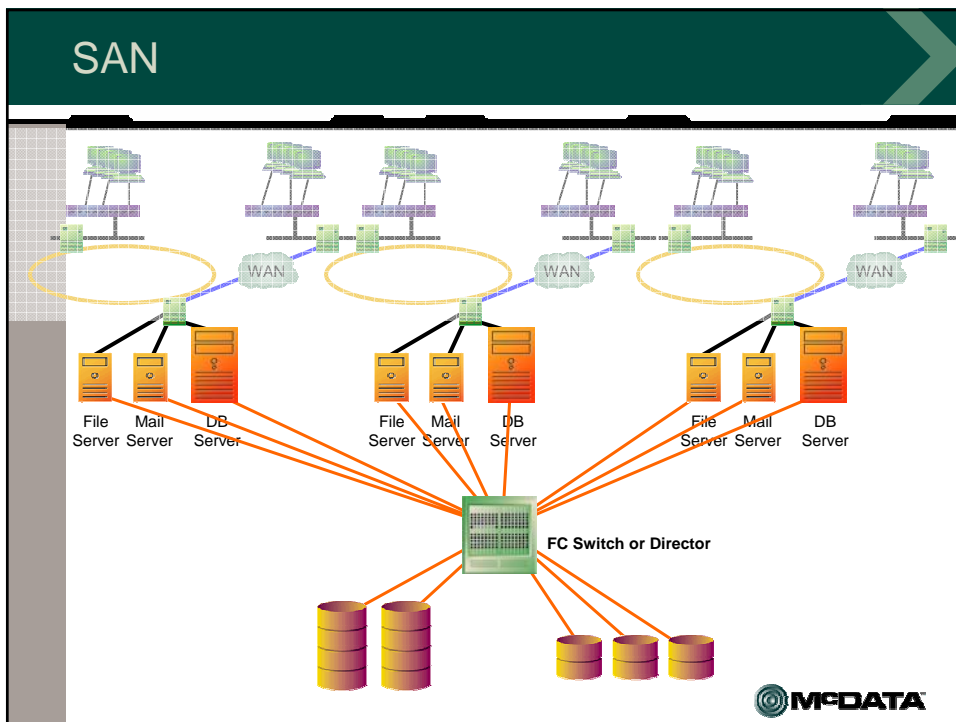 SAN
WAN
WAN
WAN
File Server
Mail Server
DB Server
File Server
Mail Server
DB Server
File Server
Mail Server
DB Server
FC Switch or Director
McDATA